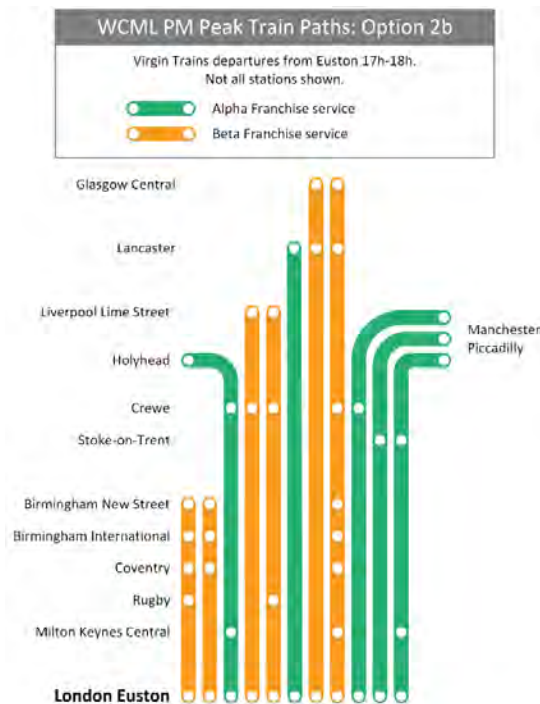 WCML PM Peak Train Paths: Option 2b
Virgin Trains departures from Euston 17h-18h.
Not all stations shown.
Alpha Franchise service
Beta Franchise service
Glasgow Central
Lancaster
Liverpool Lime Street
Manchester
Piccadilly
Holyhead
Crewe
Stoke-on-Trent
Birmingham New Street
Birmingham International
Coventry
Rugby
Milton Keynes Central
London Euston